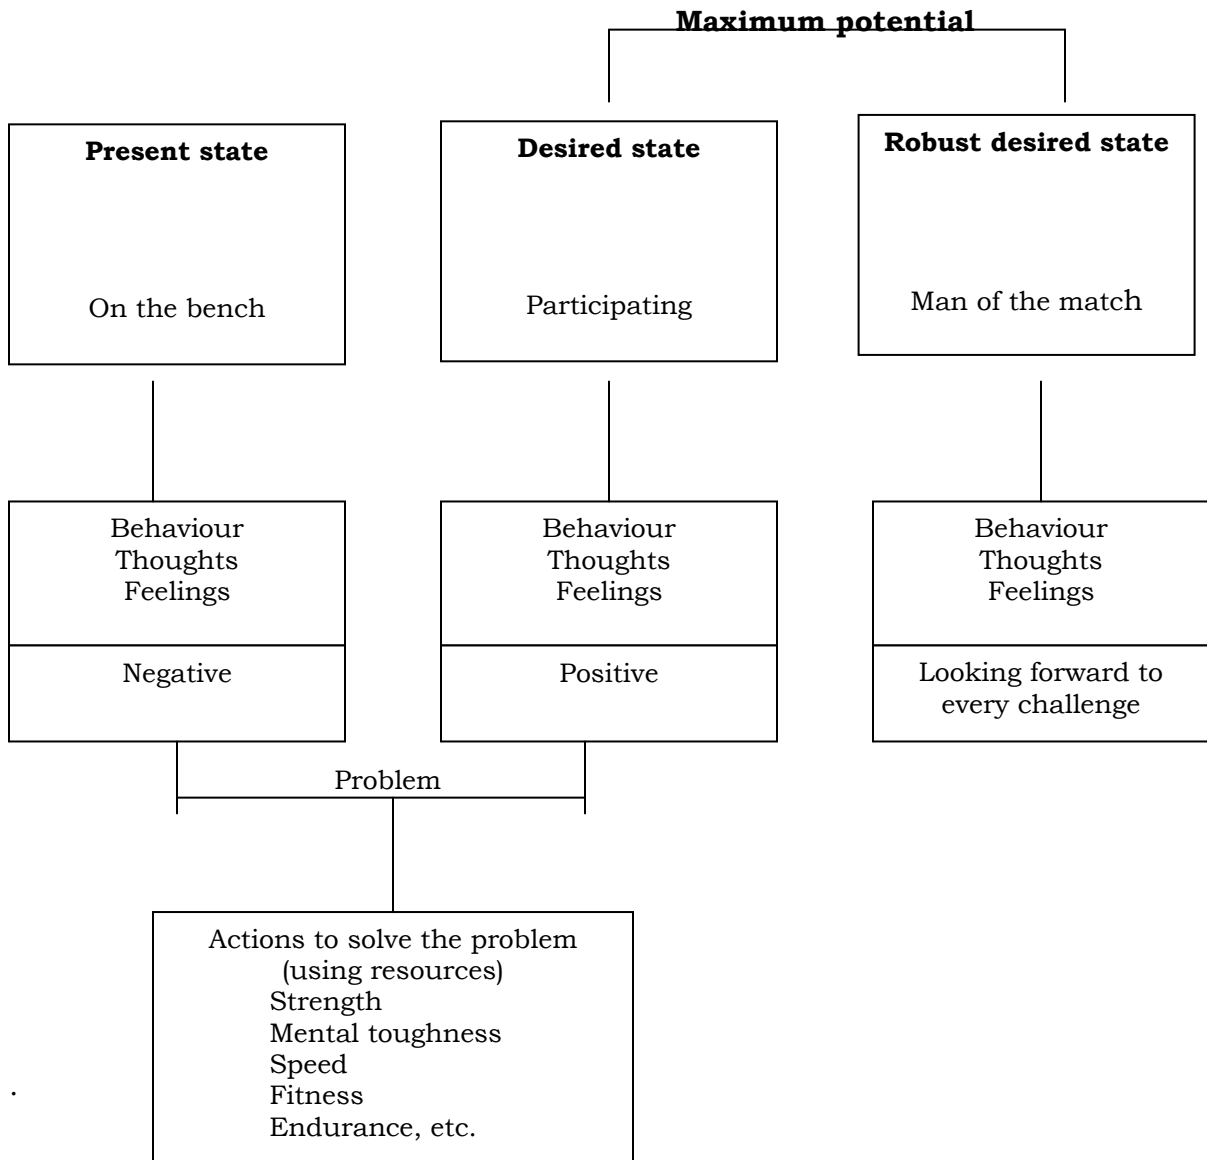 Maximum potential
Present state
On the bench
Desired state
Participating
Robust desired state
Man of the match
Behaviour
Thoughts
Feelings
Negative
Behaviour
Thoughts
Feelings
Positive
Behaviour
Thoughts
Feelings
Looking forward to
every challenge
Problem
Actions to solve the problem
(using resources)
Strength
Mental toughness
Speed
Fitness
Endurance, etc.
.